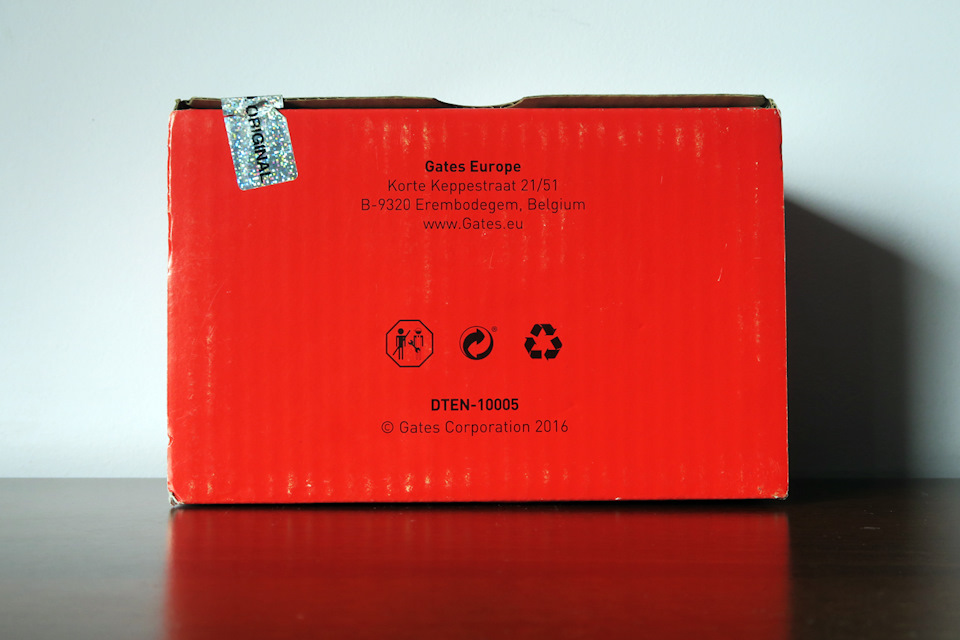 ORIGINAL
Gates Europe
Korte Keppestraat 21/51
B-9320 Erembodegem, Belgium
www.Gates.eu
®
DTEN-10005
© Gates Corporation 2016